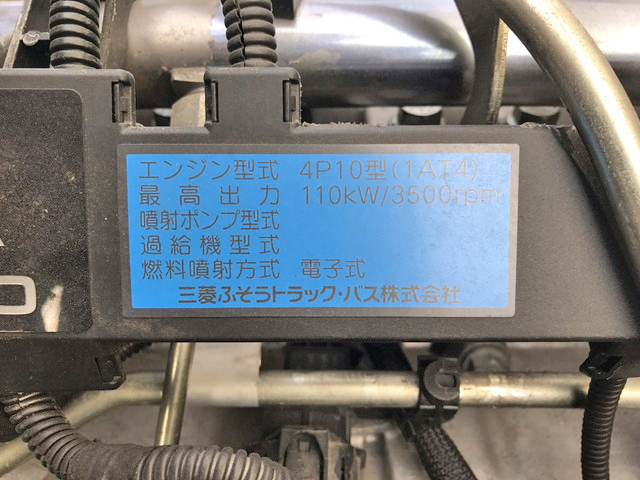 エンジン型式 4P10型(1AT4)
最高出力 110kW/3500rpm
噴射ポンプ型式
過給機型式
燃料噴射方式 電子式
三菱ふそうトラック・バス株式会社